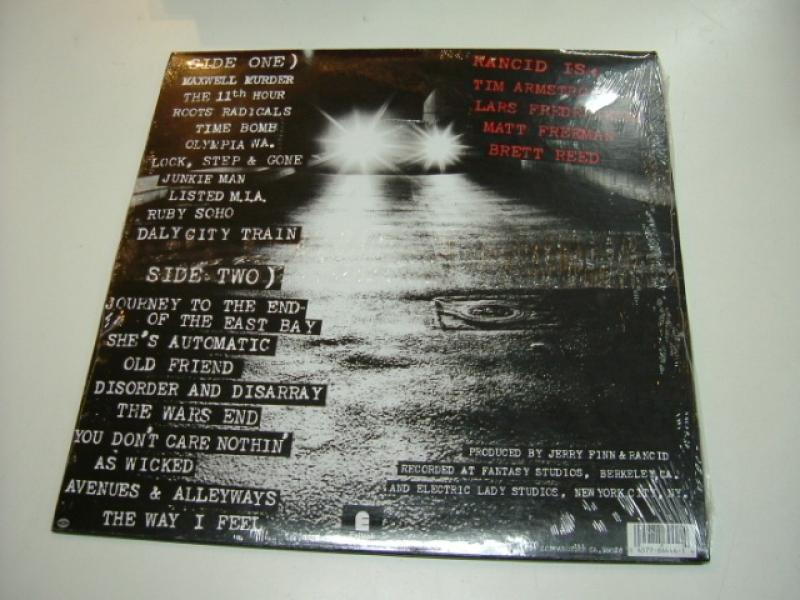 SIDE ONE)
MAXWELL MURDER
THE 11th HOUR
ROOTS RADICALS
TIME BOMB
OLYMPIA WA.
LOCK, STEP & GONE
JUNKIE MAN
LISTED M.I.A.
RUBY SOHO
DALY CITY TRAIN
SIDE TWO)
JOURNEY TO THE END-
OF THE EAST BAY
SHE'S AUTOMATIC
OLD FRIEND
DISORDER AND DISARRAY
THE WARS END
YOU DON'T CARE NOTHIN'
AS WICKED
AVENUES & ALLEYWAYS
THE WAY I FEEL
RANCID IS
TIM ARMSTRONG
LARS FREDERIKSEN
MATT FREEMAN
BRETT REED
PRODUCED BY JERRY FINN & RANCID
RECORDED AT FANTASY STUDIOS, BERKELEY CA.
AND ELECTRIC LADY STUDIOS, NEW YORK CITY, NY.
E
Epitaph